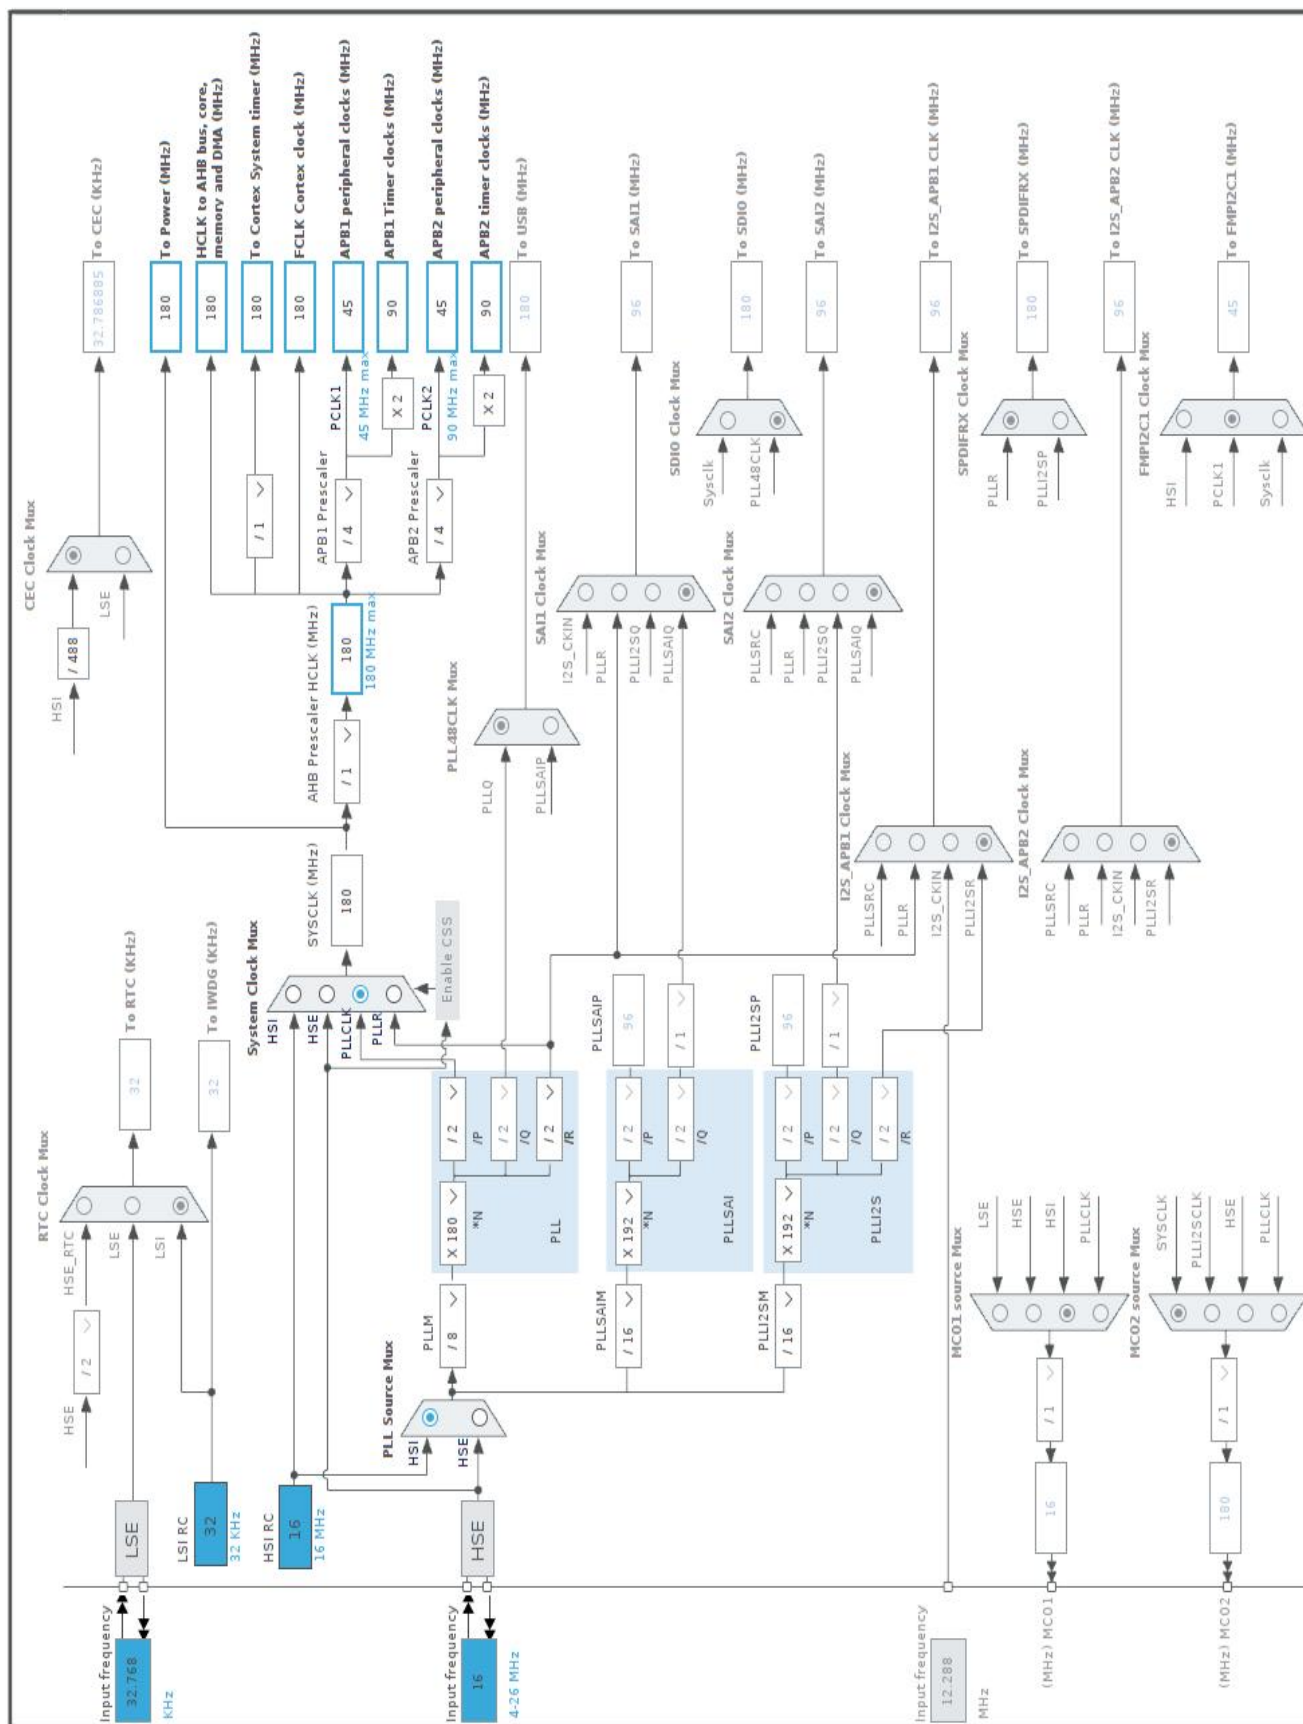 RTC Clock Mux
HSE
/ 2
HSE_RTC
LSE
LSI
32
To RTC (KHz)
32
To IWDG (KHz)
Input frequency
32.768
KHz
LSE
LSI RC
32
32 KHz
HSI RC
16
16 MHz
Input frequency
16
4-26 MHz
HSE
CEC Clock Mux
HSI
/ 488
LSE
32.786885
To CEC (KHz)
System Clock Mux
HSI
HSE
PLLCLK
PLLR
Enable CSS
SYSCLK (MHz)
180
AHB Prescaler
/ 1
HCLK (MHz)
180
180 MHz max
180
To Power (MHz)
180
HCLK to AHB bus, core,
memory and DMA (MHz)
/ 1
180
To Cortex System timer (MHz)
180
FCLK Cortex clock (MHz)
APB1 Prescaler
/ 4
PCLK1
45 MHz max
45
APB1 peripheral clocks (MHz)
X 2
90
APB1 Timer clocks (MHz)
APB2 Prescaler
/ 4
PCLK2
90 MHz max
45
APB2 peripheral clocks (MHz)
X 2
90
APB2 timer clocks (MHz)
PLL Source Mux
HSI
HSE
PLLM
/ 8
X 180
*N
/ 2
/P
/ 2
/Q
/ 2
/R
PLL
PLL48CLK Mux
PLLQ
PLLSAIP
180
To USB (MHz)
PLLSAIM
/ 16
X 192
*N
/ 2
/P
/ 2
/Q
PLLSAI
PLLSAIP
96
/ 1
SAI1 Clock Mux
I2S_CKIN
PLLR
PLLI2SQ
PLLSAIQ
96
To SAI1 (MHz)
SDIO Clock Mux
Sysclk
PLL48CLK
180
To SDIO (MHz)
PLLI2SM
/ 16
X 192
*N
/ 2
/P
/ 2
/Q
/ 2
/R
PLLI2S
PLLI2SP
96
/ 1
SAI2 Clock Mux
PLLSRC
PLLR
PLLI2SQ
PLLSAIQ
96
To SAI2 (MHz)
I2S_APB1 Clock Mux
PLLSRC
PLLR
I2S_CKIN
PLLI2SR
96
To I2S_APB1 CLK (MHz)
SPDIFRX Clock Mux
PLLR
PLLI2SP
180
To SPDIFRX (MHz)
I2S_APB2 Clock Mux
PLLSRC
PLLR
I2S_CKIN
PLLI2SR
96
To I2S_APB2 CLK (MHz)
FMPI2C1 Clock Mux
HSI
PCLK1
Sysclk
45
To FMPI2C1 (MHz)
Input frequency
12.288
MHz
MCO1 source Mux
LSE
HSE
HSI
PLLCLK
/ 1
16
(MHz) MCO1
MCO2 source Mux
SYSCLK
PLLI2SCLK
HSE
PLLCLK
/ 1
180
(MHz) MCO2